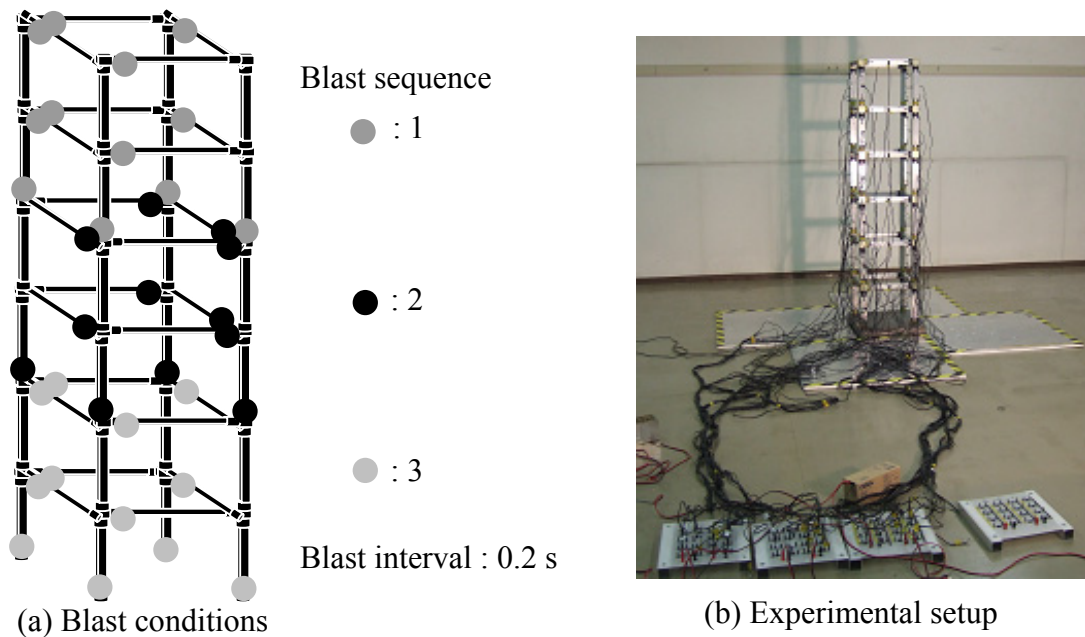 Blast sequence
: 1
: 2
: 3
Blast interval : 0.2 s
(a) Blast conditions
(b) Experimental setup